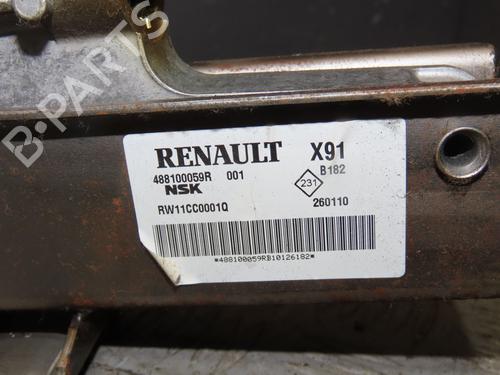 B-PARTS
RENAULT X91
488100059R 001 B182
NSK 231
RW11CC0001Q 260110
*488100059RB10126182*